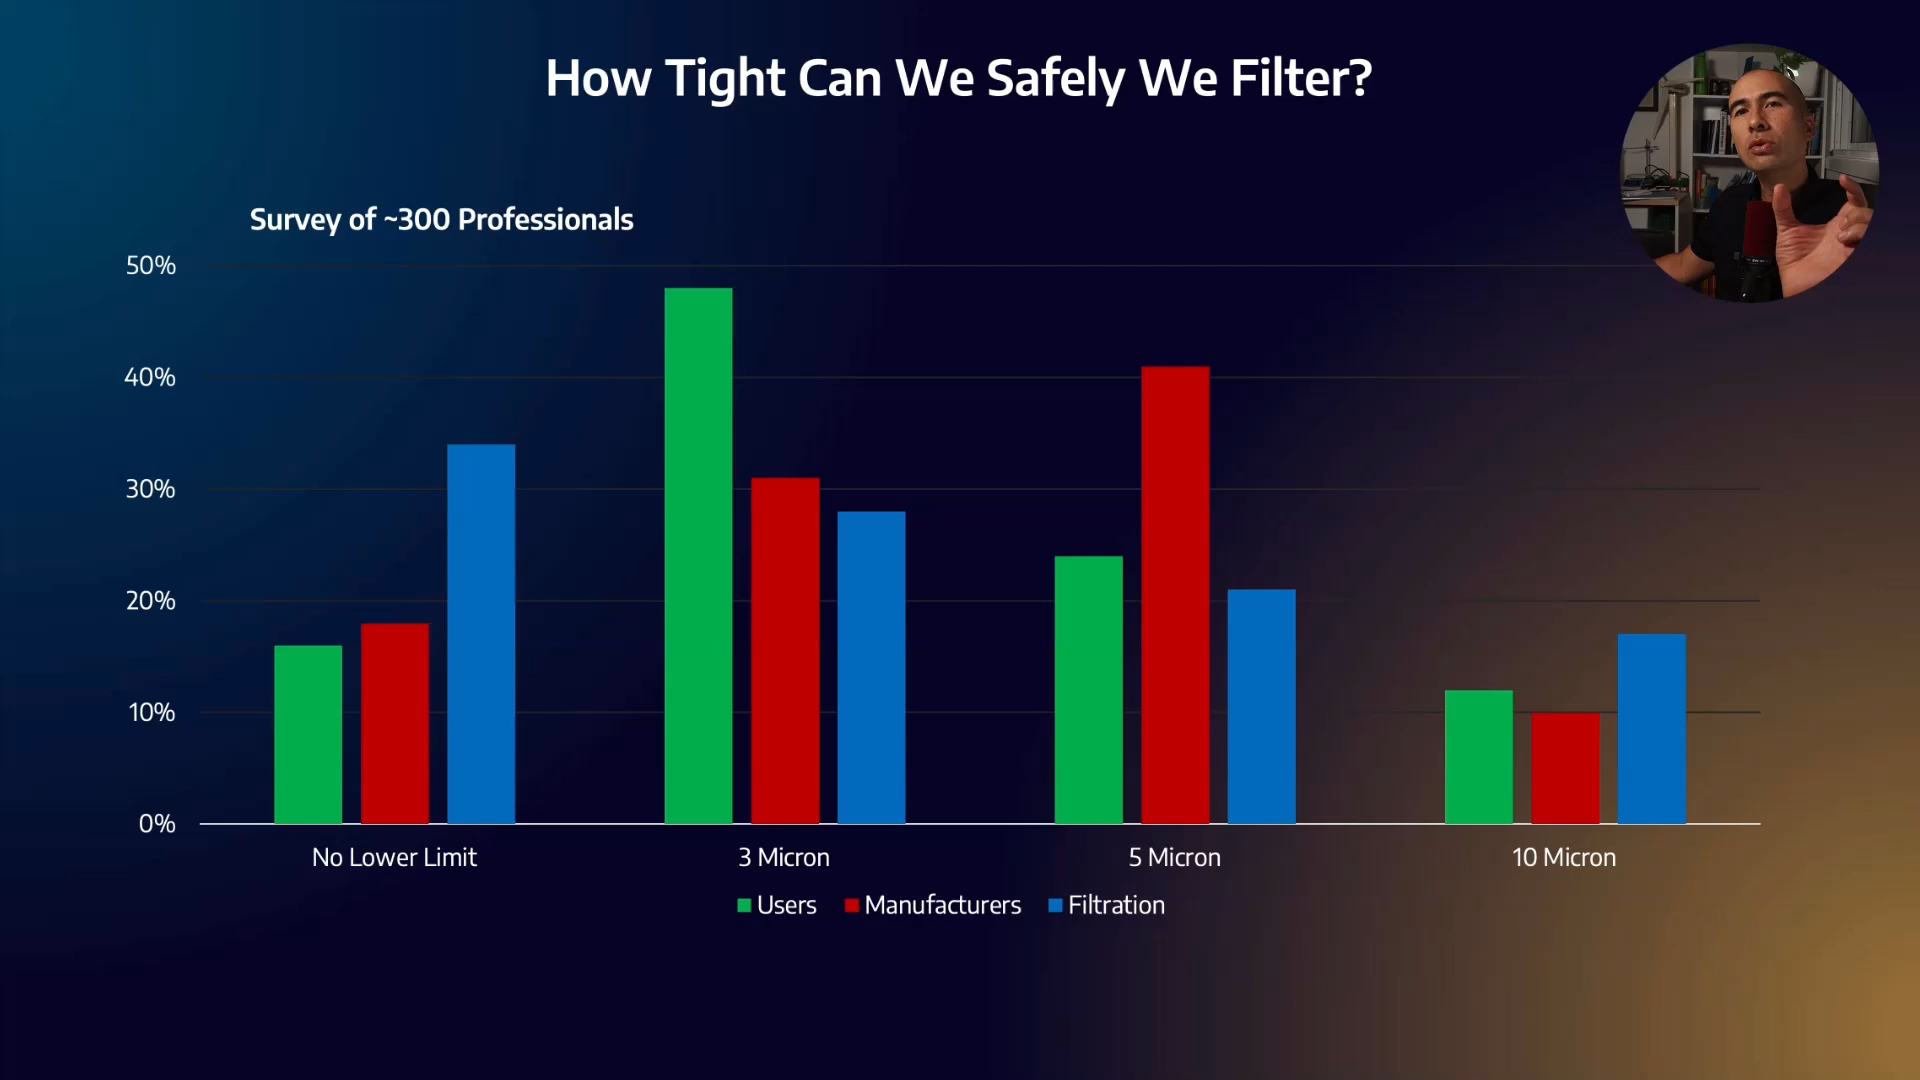 How Tight Can We Safely We Filter?
Survey of ~300 Professionals
50%
40%
30%
20%
10%
0%
No Lower Limit
3 Micron
5 Micron
10 Micron
Users
Manufacturers
Filtration